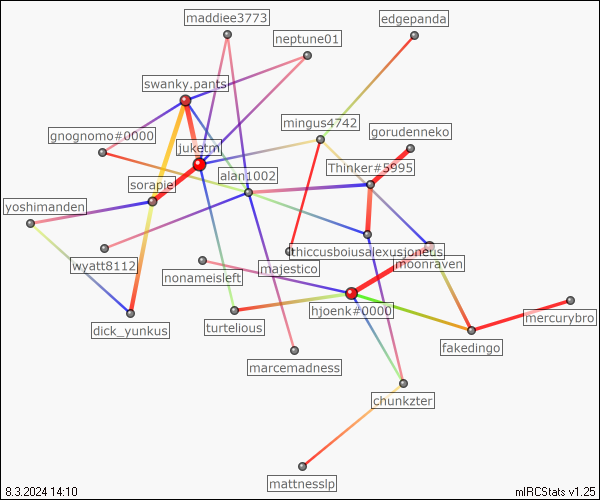 maddiee3773
edgepanda
neptune01
swanky.pants
mingus4742
gorudenneko
gnognomo#0000
juketm
Thinker#5995
alan1002
sorapie
yoshimanden
thiccusboiusalexusjoneus
wyatt8112
majestico
moonraven
nonameisleft
hjoenk#0000
mercurybro
turtelious
dick_yunkus
fakedingo
marcemadness
chunkzter
mattnesslp
8.3.2024 14:10
mIRCStats v1.25